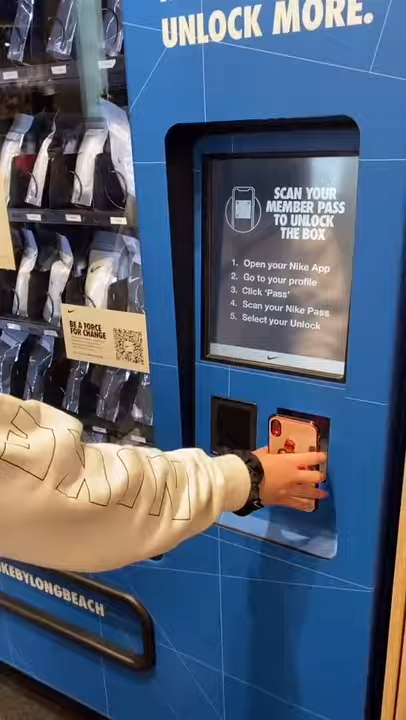 UNLOCK MORE.
SCAN YOUR
MEMBER PASS
TO UNLOCK
THE BOX
1. Open your Nike App
2. Go to your profile
3. Click 'Pass'
4. Scan your Nike Pass
5. Select your Unlock
BE A FORCE
FOR CHANGE
KEBYLONGBEACH